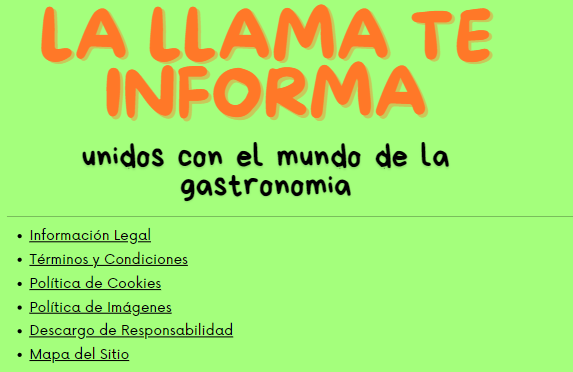 LA LLAMA TE
INFORMA
unidos con el mundo de la
gastronomia
Información Legal
Términos y Condiciones
Política de Cookies
Política de Imágenes
Descargo de Responsabilidad
Mapa del Sitio